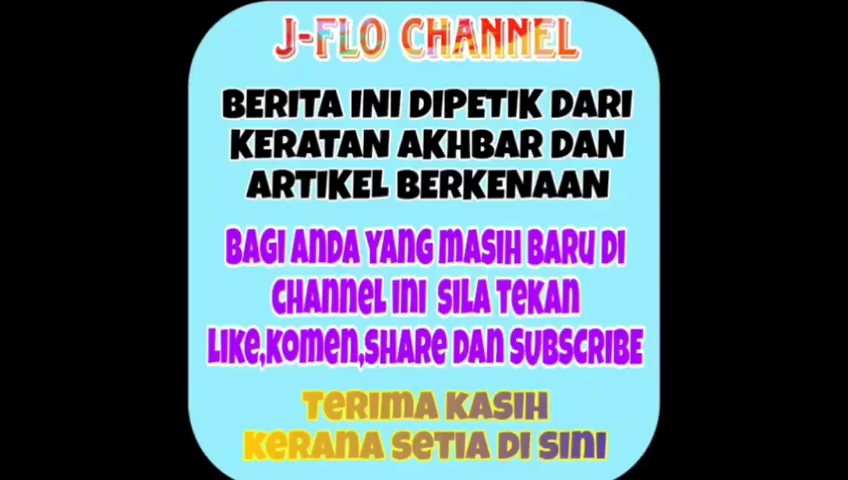 J-FLO CHANNEL
BERITA INI DIPETIK DARI
KERATAN AKHBAR DAN
ARTIKEL BERKENAAN
BAGI ANDA YANG MASIH BARU DI
CHANNEL INI SILA TEKAN
LIKE,KOMEN,SHARE DAN SUBSCRIBE
TERIMA KASIH
KERANA SETIA DI SINI